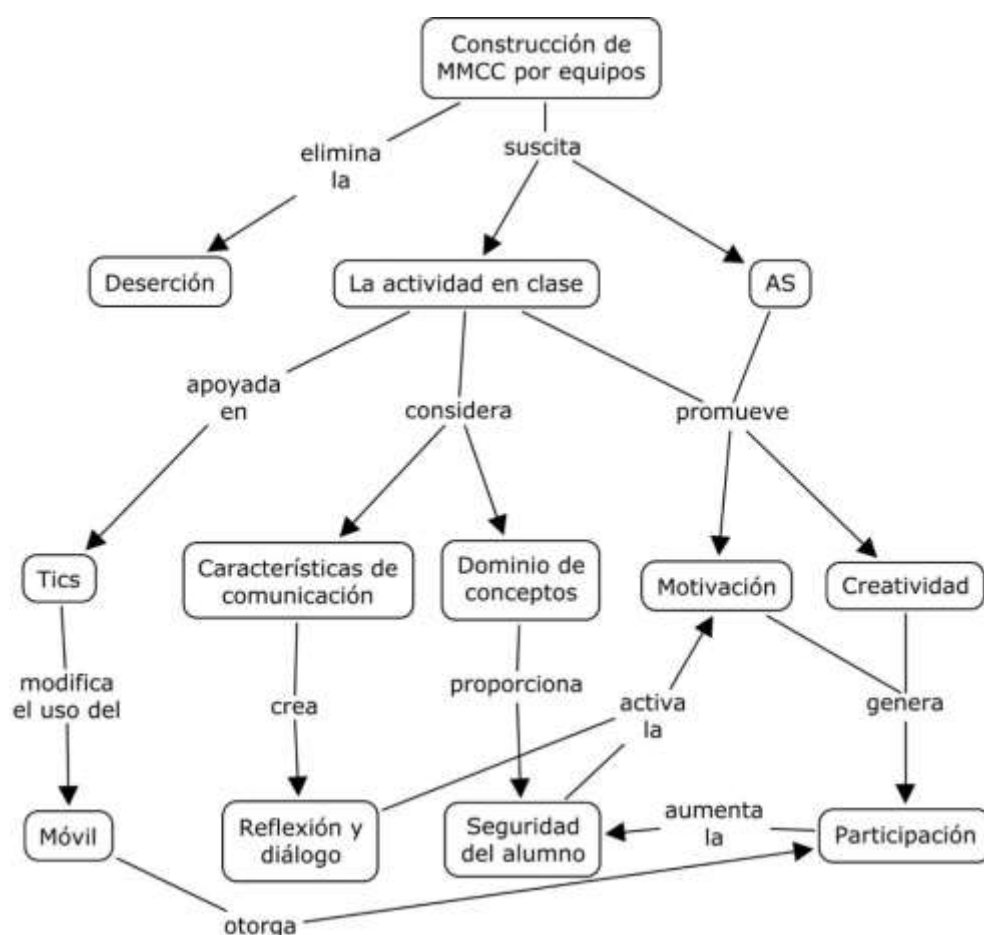 Construcción de
MMCC por equipos
elimina
la
suscita
Deserción
La actividad en clase
AS
apoyada
en
considera
promueve
Tics
Características de
comunicación
Dominio de
conceptos
Motivación
Creatividad
modifica
el uso del
crea
proporciona
activa
la
genera
Móvil
Reflexión y
diálogo
Seguridad
del alumno
aumenta
la
Participación
otorga